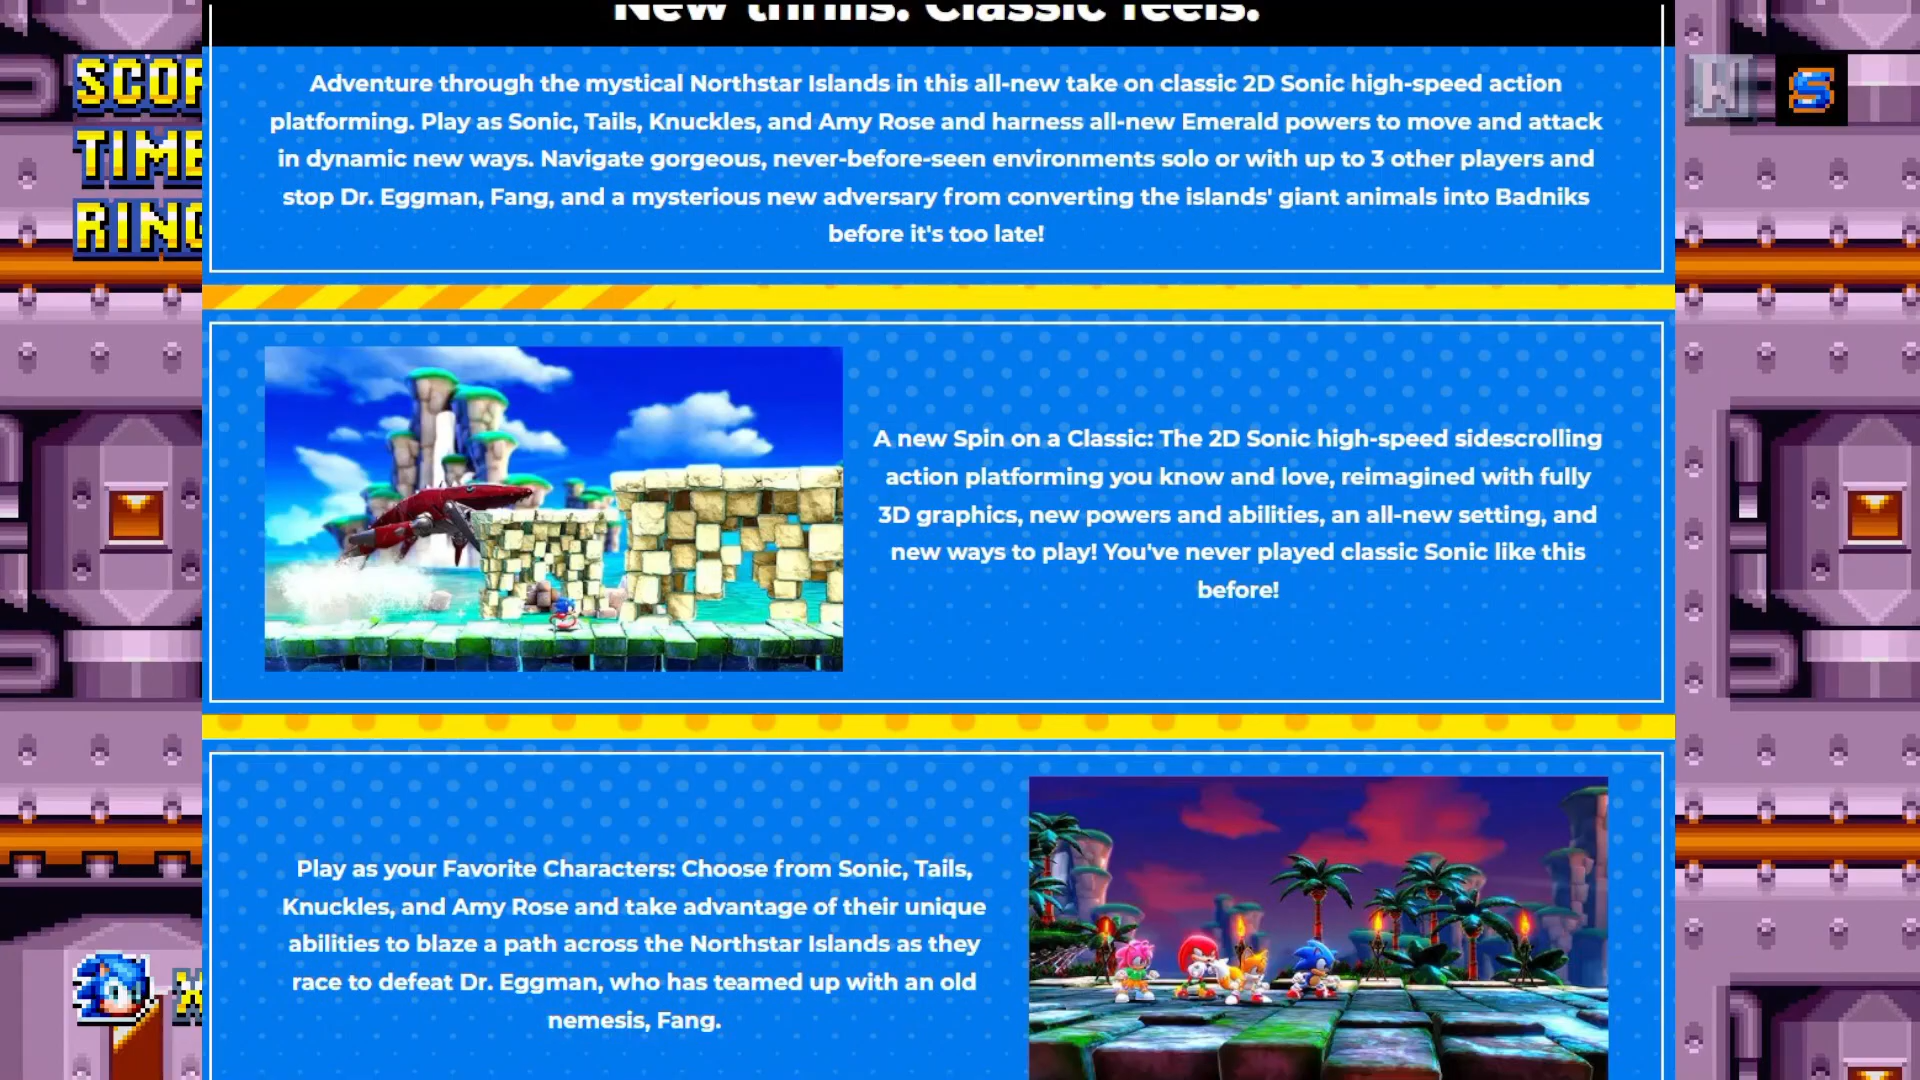 New thrills. Classic feels.
Adventure through the mystical Northstar Islands in this all-new take on classic 2D Sonic high-speed action
platforming. Play as Sonic, Tails, Knuckles, and Amy Rose and harness all-new Emerald powers to move and attack
in dynamic new ways. Navigate gorgeous, never-before-seen environments solo or with up to 3 other players and
stop Dr. Eggman, Fang, and a mysterious new adversary from converting the islands' giant animals into Badniks
before it's too late!
SCOR
TIME
RING
W S
A new Spin on a Classic: The 2D Sonic high-speed sidescrolling
action platforming you know and love, reimagined with fully
3D graphics, new powers and abilities, an all-new setting, and
new ways to play! You've never played classic Sonic like this
before!
Play as your Favorite Characters: Choose from Sonic, Tails,
Knuckles, and Amy Rose and take advantage of their unique
abilities to blaze a path across the Northstar Islands as they
race to defeat Dr. Eggman, who has teamed up with an old
nemesis, Fang.